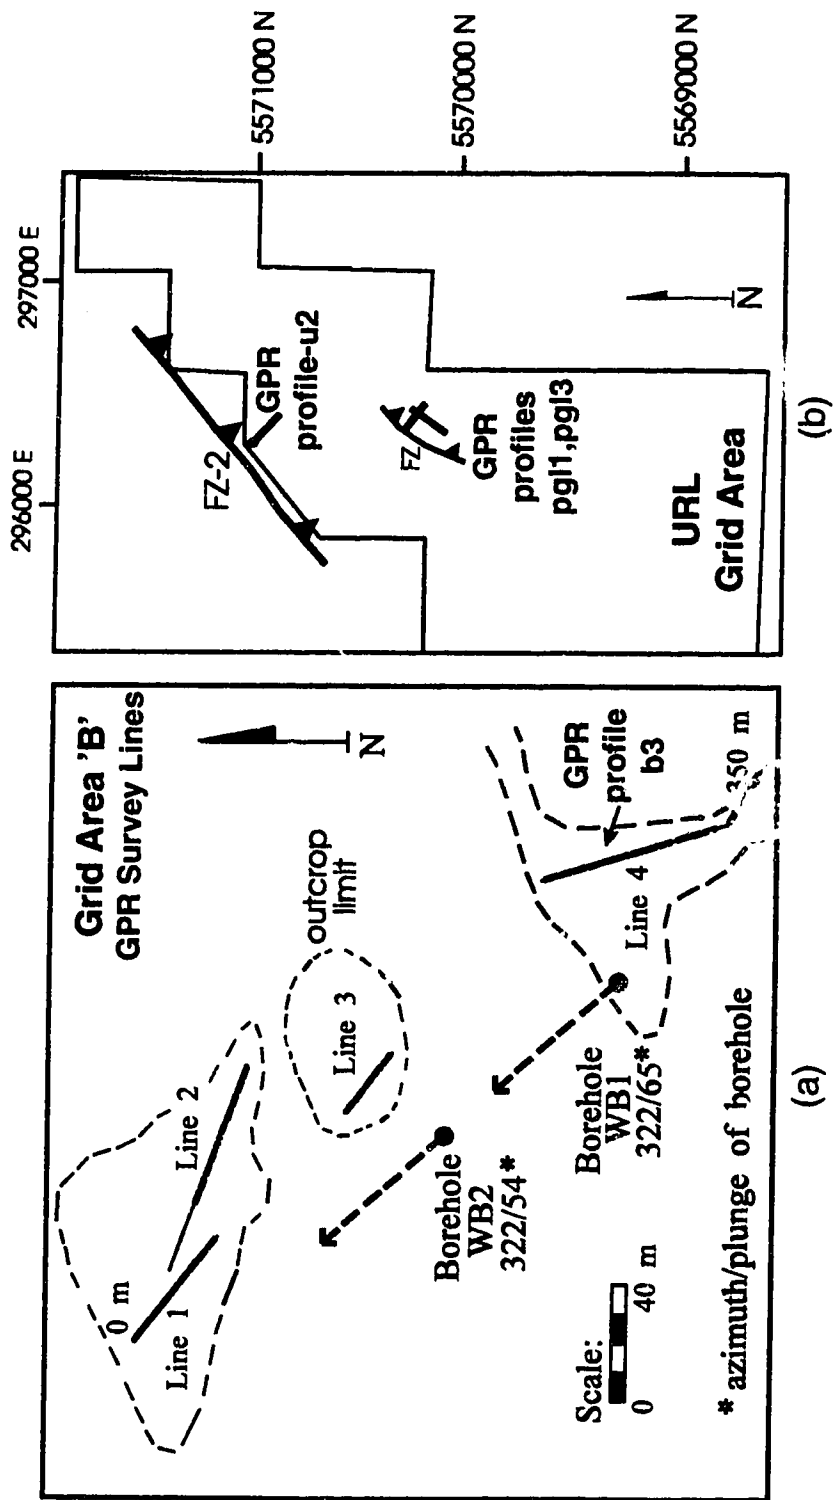 Grid Area 'B'
GPR Survey Lines
0 m
Line 1
Line 2
outcrop
limit
Line 3
N
Borehole
WB2
322/54*
Borehole
WB1
322/65*
GPR
profile
b3
Line 4
350 m
Scale:
0 40 m
* azimuth/plunge of borehole
(a)
296000 E 297000 E
5571000 N
5570000 N
5569000 N
FZ-2
GPR
profile-u2
FZ
GPR
profiles
pgl1,pgl3
URL
Grid Area
N
(b)